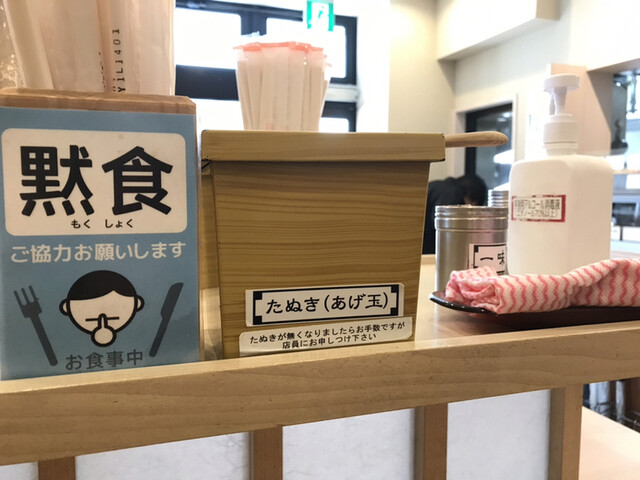 黙食
もく しょく
ご協力お願いします
お食事中
たぬき(あげ玉)
たぬきが無くなりましたらお手数ですが
店員にお申しつけ下さい
一味